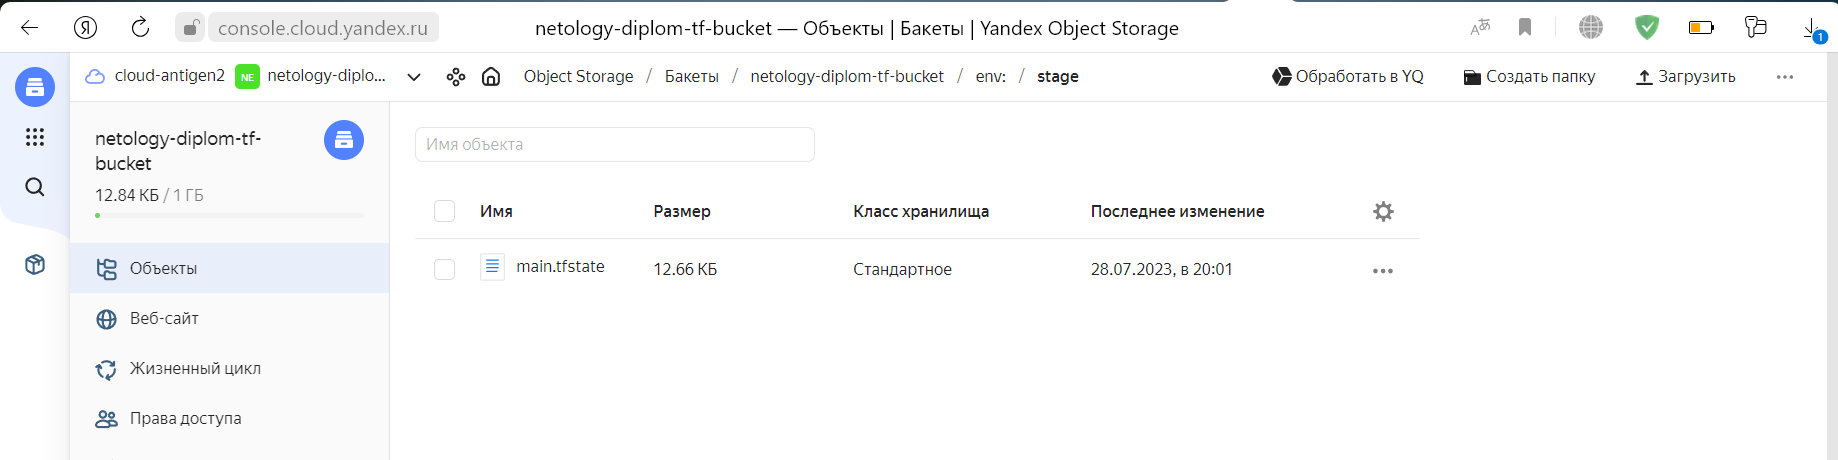 console.cloud.yandex.ru netology-diplom-tf-bucket — Объекты | Бакеты | Yandex Object Storage
1
cloud-antigen2 NE netology-diplo... Object Storage / Бакеты / netology-diplom-tf-bucket / env: / stage Обработать в YQ Создать папку Загрузить
netology-diplom-tf-
bucket
12.84 КБ / 1 ГБ
Объекты
Веб-сайт
Жизненный цикл
Права доступа
Имя объекта
Имя Размер Класс хранилища Последнее изменение
main.tfstate 12.66 КБ Стандартное 28.07.2023, в 20:01